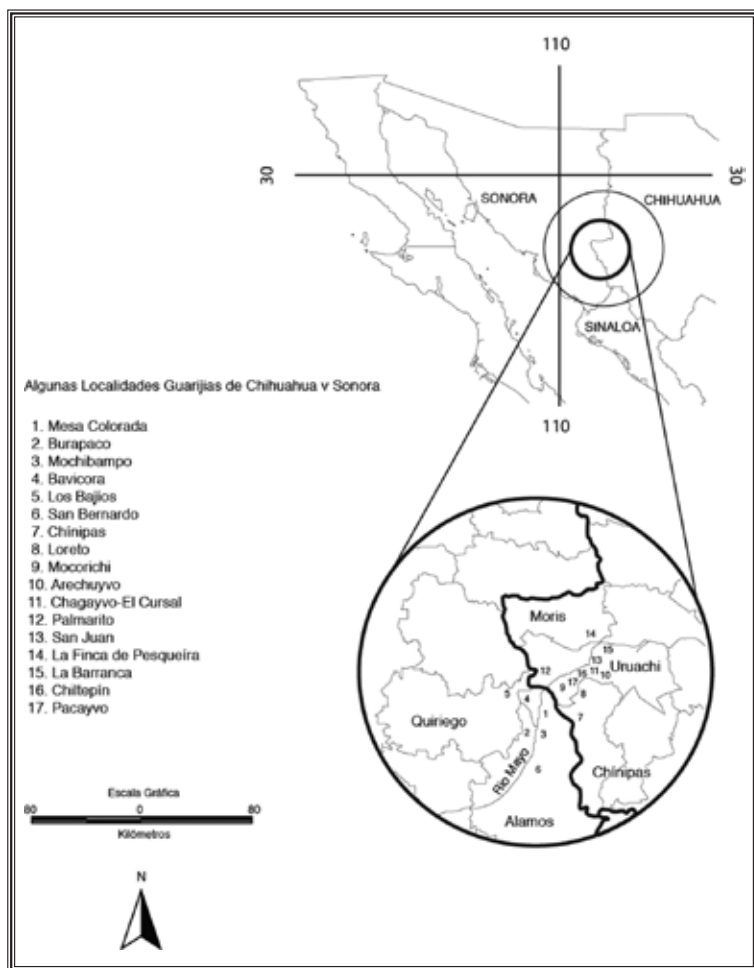 110
30
30
SONORA
CHIHUAHUA
SINALOA
110
Algunas Localidades Guarijias de Chihuahua v Sonora
1. Mesa Colorada
2. Burapaco
3. Mochibampo
4. Bavicora
5. Los Bajíos
6. San Bernardo
7. Chínipas
8. Loreto
9. Mocorichi
10. Arechuyvo
11. Chagayvo-El Cursal
12. Palmarito
13. San Juan
14. La Finca de Pesqueira
15. La Barranca
16. Chiltepín
17. Pacayvo
Moris
14
15
13
Uruachi
12
16
11
10
17
9
8
5
4
1
7
Quiriego
2
3
6
Rio Mayo
Chínipas
Alamos
Escala Gráfica
80
0
80
Kilómetros
N